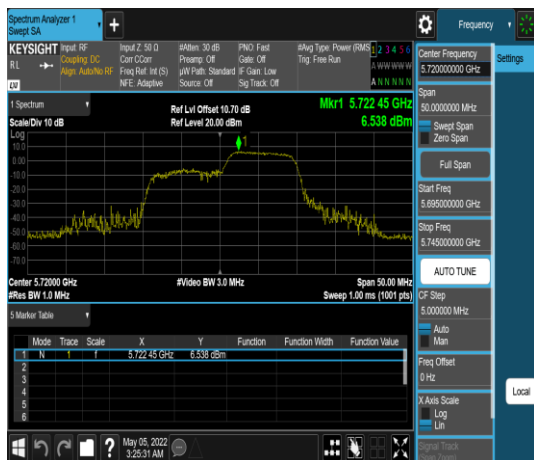 Spectrum Analyzer 1
Swept SA
Frequency
KEYSIGHT
RL
Input: RF
Coupling: DC
Align: Auto/No RF
Input Z: 50 Ω
Corr CCorr
Freq Ref: Int (S)
NFE: Adaptive
#Atten: 30 dB
Preamp: Off
µW Path: Standard
Source: Off
PNO: Fast
Gate: Off
IF Gain: Low
Sig Track: Off
#Avg Type: Power (RMS)
Trig: Free Run
1 2 3 4 5 6
A W W W W W
A N N N N N
LXI
1 Spectrum
Scale/Div 10 dB
Ref Lvl Offset 10.70 dB
Ref Level 20.00 dBm
Mkr1 5.722 45 GHz
6.538 dBm
Log
10.0
0.00
-10.0
-20.0
-30.0
-40.0
-50.0
-60.0
-70.0
1
Center 5.72000 GHz
#Res BW 1.0 MHz
#Video BW 3.0 MHz
Span 50.00 MHz
Sweep 1.00 ms (1001 pts)
5 Marker Table
Mode Trace Scale X Y Function Function Width Function Value
1 N 1 f 5.722 45 GHz 6.538 dBm
2
3
4
5
6
May 05, 2022
3:25:31 AM
Center Frequency
5.720000000 GHz
Settings
Span
50.0000000 MHz
Swept Span
Zero Span
Full Span
Start Freq
5.695000000 GHz
Stop Freq
5.745000000 GHz
AUTO TUNE
CF Step
5.000000 MHz
Auto
Man
Freq Offset
0 Hz
X Axis Scale
Log
Lin
Signal Track
(Span Zoom)
Local